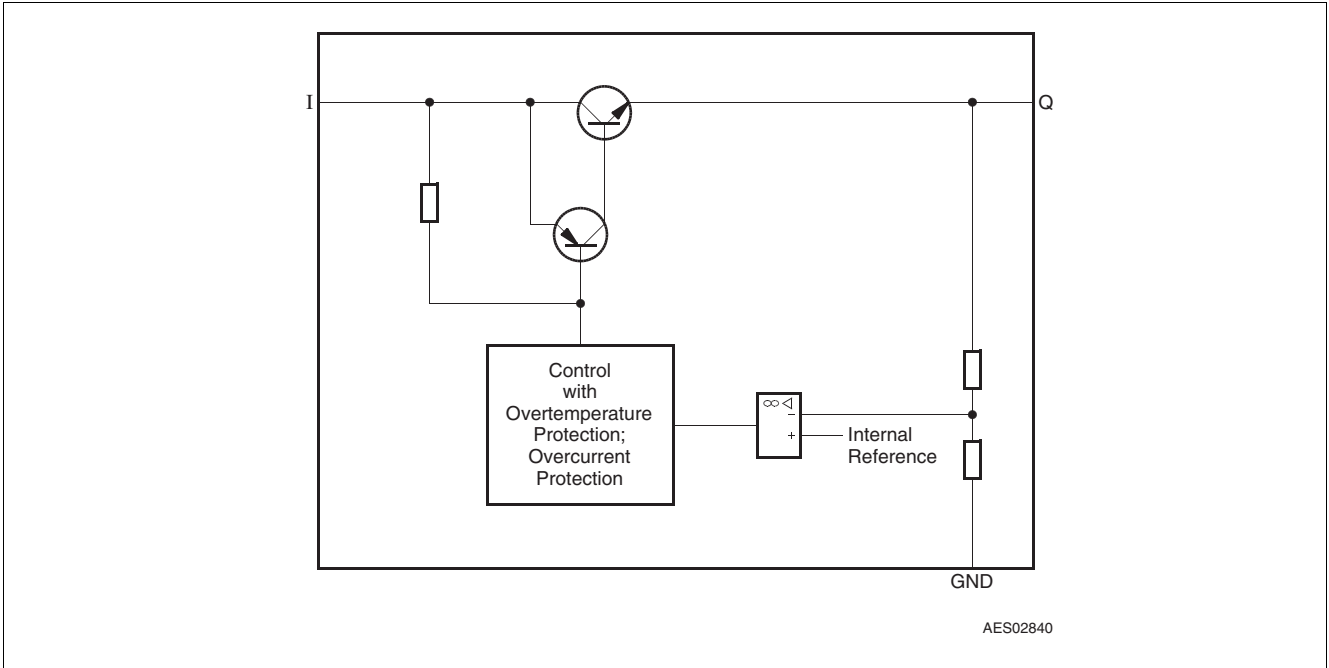 I
Q
Control
with
Overtemperature
Protection;
Overcurrent
Protection
∞ ◁
−
+
Internal
Reference
GND
AES02840